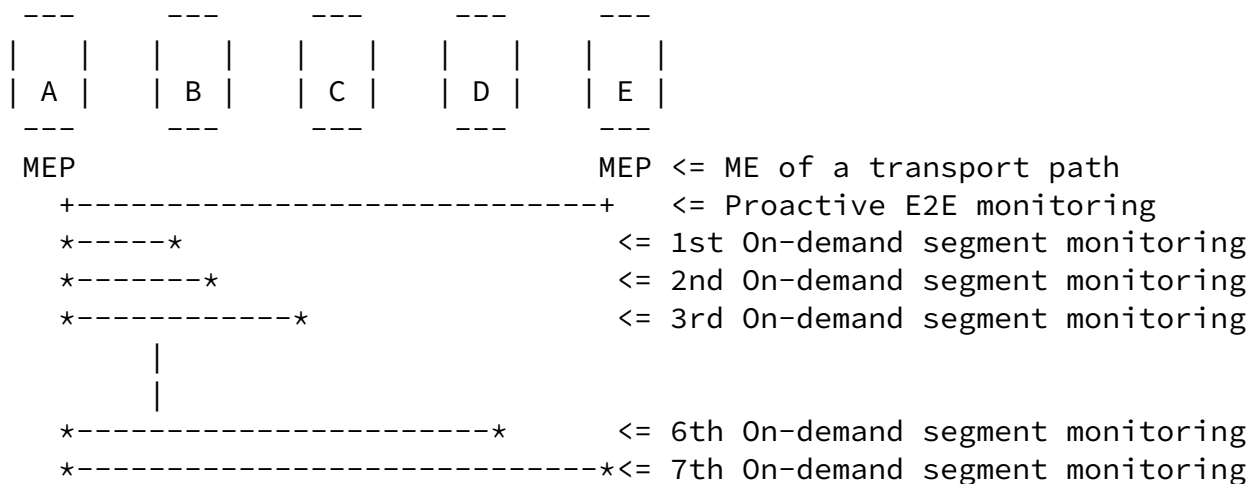 ---     ---     ---     ---     ---
|   |   |   |   |   |   |   |   |   |
| A |   | B |   | C |   | D |   | E |
 ---     ---     ---     ---     ---
 MEP                             MEP <= ME of a transport path
   +-----------------------------+   <= Proactive E2E monitoring
   *-----*                        <= 1st On-demand segment monitoring
   *-------*                      <= 2nd On-demand segment monitoring
   *------------*                 <= 3rd On-demand segment monitoring
        |
        |
   *-----------------------*      <= 6th On-demand segment monitoring
   *-----------------------------*<= 7th On-demand segment monitoring